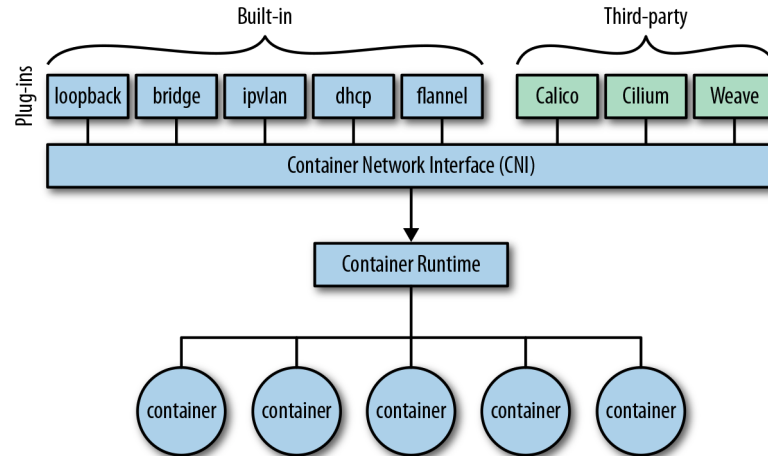 Built-in
Third-party
Plug-ins
loopback
bridge
ipvlan
dhcp
flannel
Calico
Cilium
Weave
Container Network Interface (CNI)
Container Runtime
container
container
container
container
container